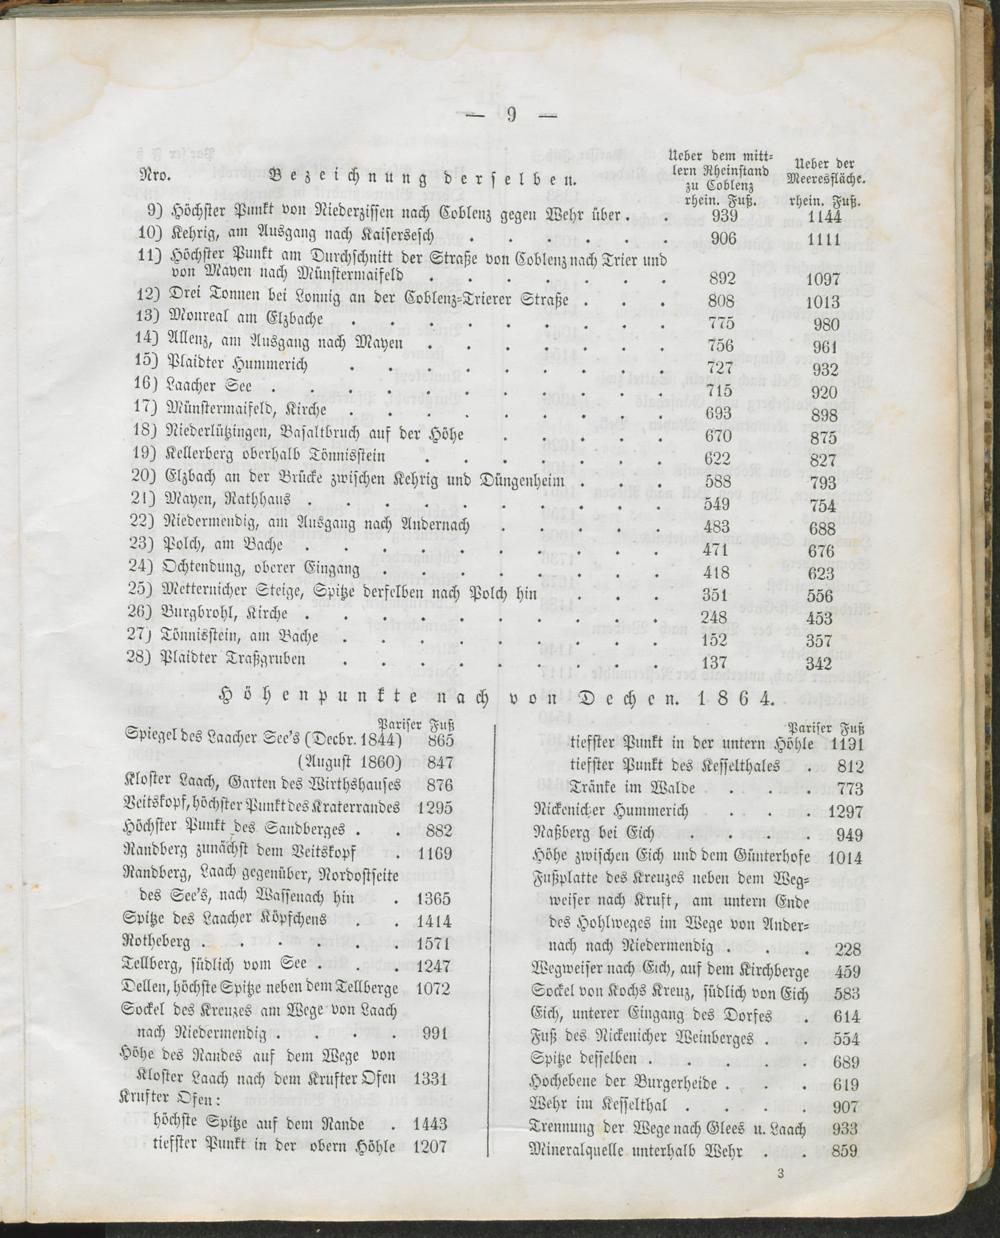 — 9 —
Nro. Bezeichnung derselben. Ueber dem mitt⸗
lern Rheinstand
zu Coblenz
rhein. Fuß. Ueber der
Meeresfläche.
rhein. Fuß.
9) Höchster Punkt von Niederzissen nach Coblenz gegen Wehr über . . 939 1144
10) Kehrig, am Ausgang nach Kaisersesch . . . . . . 906 1111
11) Höchster Punkt am Durchschnitt der Straße von Coblenz nach Trier und
von Mayen nach Münstermaifeld . . . . . . . 892 1097
12) Drei Tonnen bei Lonnig an der Coblenz⸗Trierer Straße . . . 808 1013
13) Monreal am Elzbache . . . . . . . . . 775 980
14) Allenz, am Ausgang nach Mayen . . . . . . . 756 961
15) Plaidter Hummerich . . . . . . . . . 727 932
16) Laacher See . . . . . . . . . . . 715 920
17) Münstermaifeld, Kirche . . . . . . . . . 693 898
18) Niederlützingen, Basaltbruch auf der Höhe . . . . . 670 875
19) Kellerberg oberhalb Tönnisstein . . . . . . . 622 827
20) Elzbach an der Brücke zwischen Kehrig und Düngenheim . . . 588 793
21) Mayen, Rathhaus . . . . . . . . . . 549 754
22) Niedermendig, am Ausgang nach Andernach . . . . . 483 688
23) Polch, am Bache . . . . . . . . . . 471 676
24) Ochtendung, oberer Eingang . . . . . . . . 418 623
25) Metternicher Steige, Spitze derselben nach Polch hin . . . 351 556
26) Burgbrohl, Kirche . . . . . . . . . . 248 453
27) Tönnisstein, am Bache . . . . . . . . . 152 357
28) Plaidter Traßgruben . . . . . . . . . 137 342
Höhenpunkte nach von Dechen. 1864.
Pariser Fuß
Spiegel des Laacher See's (Decbr. 1844) 865
(August 1860) 847
Kloster Laach, Garten des Wirthshauses 876
Veitskopf, höchster Punkt des Kraterrandes 1295
Höchster Punkt des Sandberges . . 882
Randberg zunächst dem Veitskopf . 1169
Randberg, Laach gegenüber, Nordostseite
des See's, nach Wassenach hin . 1365
Spitze des Laacher Köpfchens . . 1414
Rotheberg . . . . . . 1571
Tellberg, südlich vom See . . . 1247
Dellen, höchste Spitze neben dem Tellberge 1072
Sockel des Kreuzes am Wege von Laach
nach Niedermendig . . . . 991
Höhe des Randes auf dem Wege von
Kloster Laach nach dem Krufter Ofen 1331
Krufter Ofen:
höchste Spitze auf dem Rande . 1443
tiefster Punkt in der obern Höhle 1207
Pariser Fuß
tiefster Punkt in der untern Höhle 1191
tiefster Punkt des Kesselthales . 812
Tränke im Walde . . . 773
Nickenicher Hummerich . . . 1297
Naßberg bei Eich . . . . 949
Höhe zwischen Eich und dem Günterhofe 1014
Fußplatte des Kreuzes neben dem Weg⸗
weiser nach Kruft, am untern Ende
des Hohlweges im Wege von Ander⸗
nach nach Niedermendig . . . 228
Wegweiser nach Eich, auf dem Kirchberge 459
Sockel von Kochs Kreuz, südlich von Eich 583
Eich, unterer Eingang des Dorfes . 614
Fuß des Nickenicher Weinberges . . 554
Spitze desselben . . . . . 689
Hochebene der Burgerheide . . . 619
Wehr im Kesselthal . . . . 907
Trennung der Wege nach Glees u. Laach 933
Mineralquelle unterhalb Wehr . . 859
3